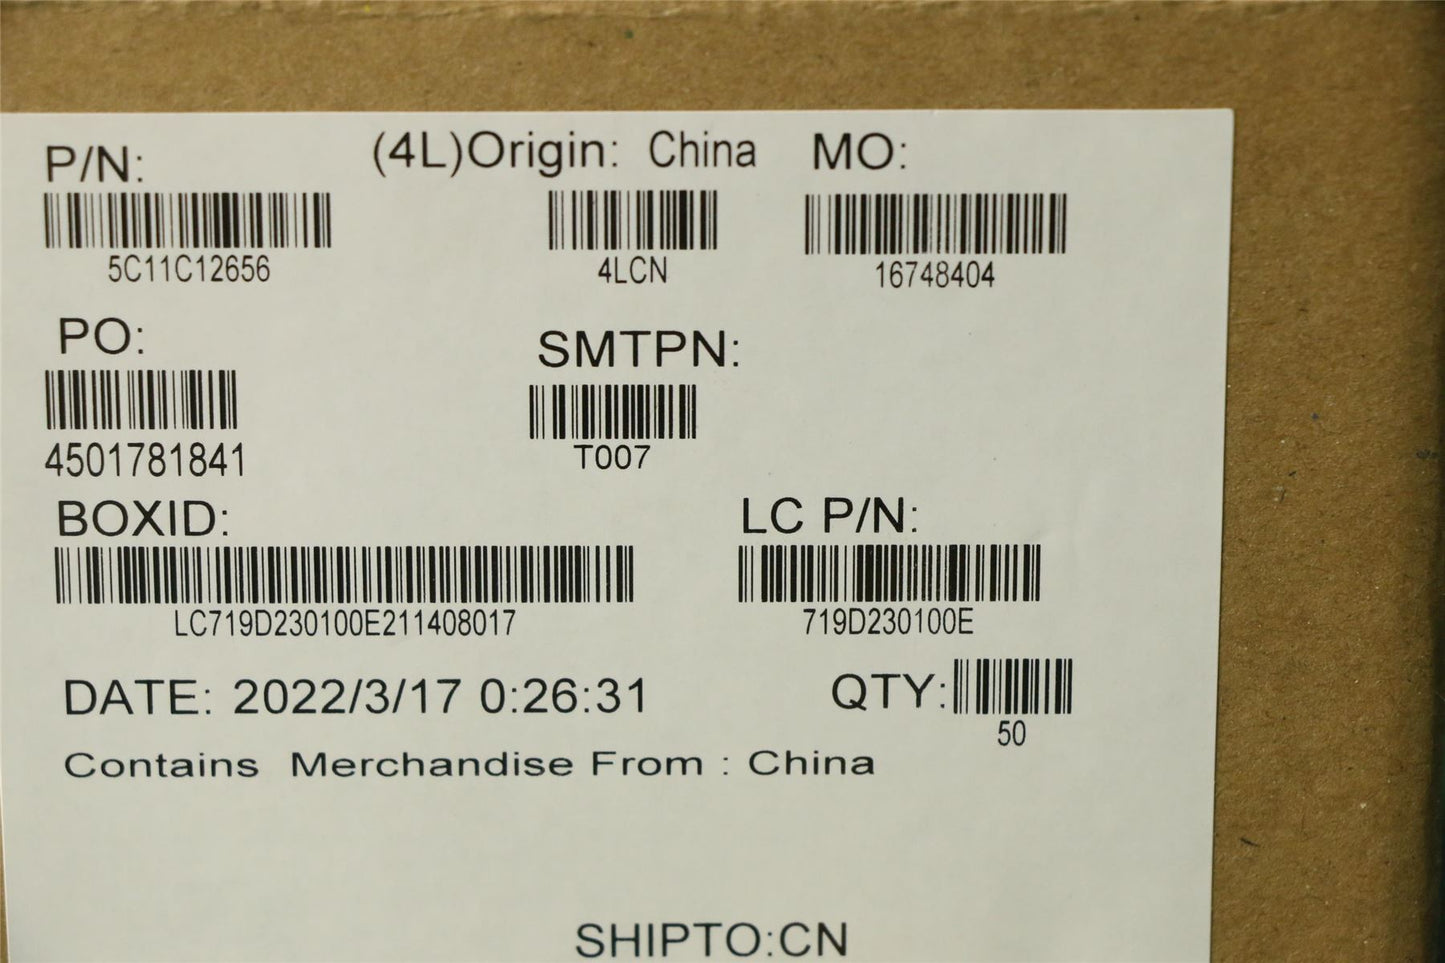 P/N: (4L)Origin: China MO:
5C11C12656 4LCN 16748404
PO: SMTPN:
4501781841 T007
BOXID: LC P/N:
LC719D230100E211408017 719D230100E
DATE: 2022/3/17 0:26:31 QTY:
50
Contains Merchandise From : China
SHIPTO:CN